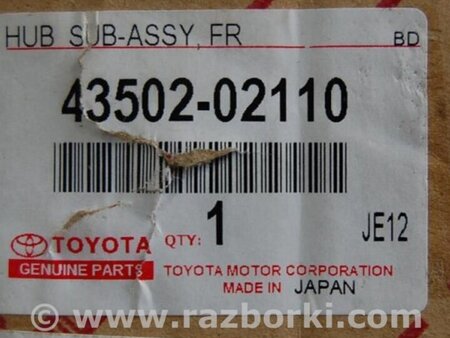 HUB SUB-ASSY, FR BD
43502-02110
TOYOTA QTY: 1 JE12
GENUINE PARTS TOYOTA MOTOR CORPORATION
MADE IN JAPAN
www.razborki.com